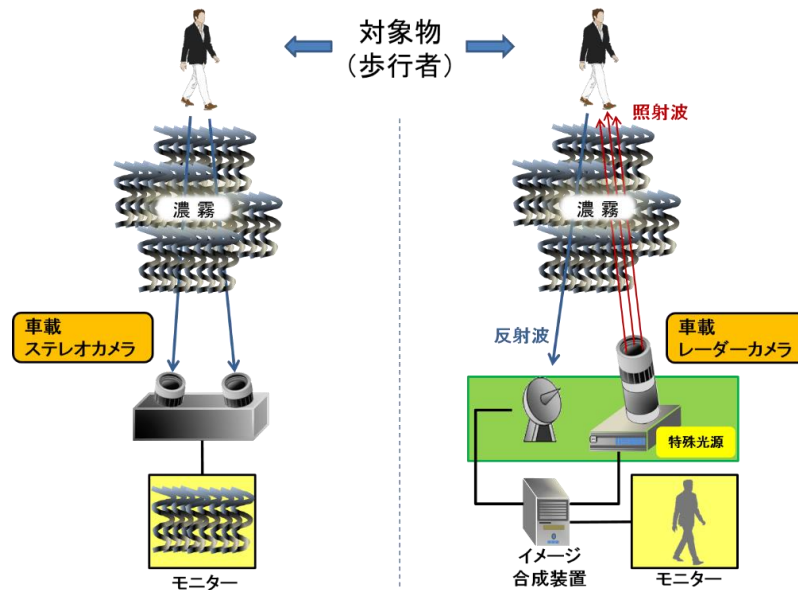 対象物
（歩行者）
照射波
濃霧
濃霧
反射波
車載
ステレオカメラ
車載
レーダーカメラ
特殊光源
モニター
イメージ
合成装置
モニター